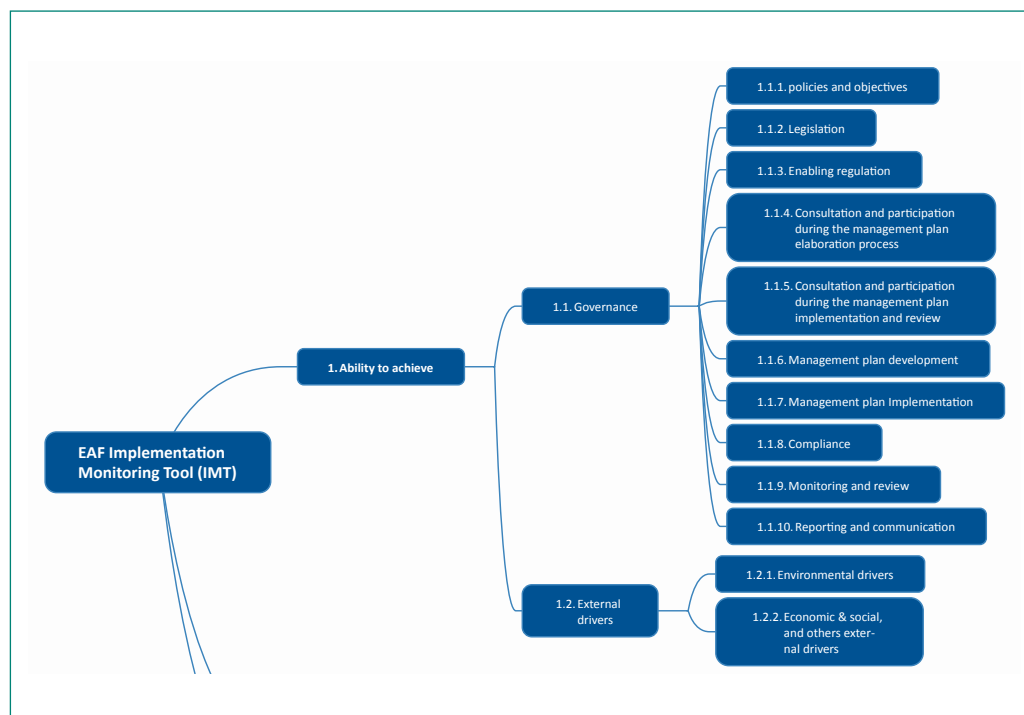 1.1.1. policies and objectives
1.1.2. Legislation
1.1.3. Enabling regulation
1.1.4. Consultation and participation
during the management plan
elaboration process
1.1.5. Consultation and participation
during the management plan
implementation and review
1.1. Governance
1.1.6. Management plan development
1. Ability to achieve
1.1.7. Management plan Implementation
1.1.8. Compliance
EAF Implementation
Monitoring Tool (IMT)
1.1.9. Monitoring and review
1.1.10. Reporting and communication
1.2.1. Environmental drivers
1.2. External
drivers
1.2.2. Economic & social,
and others exter-
nal drivers